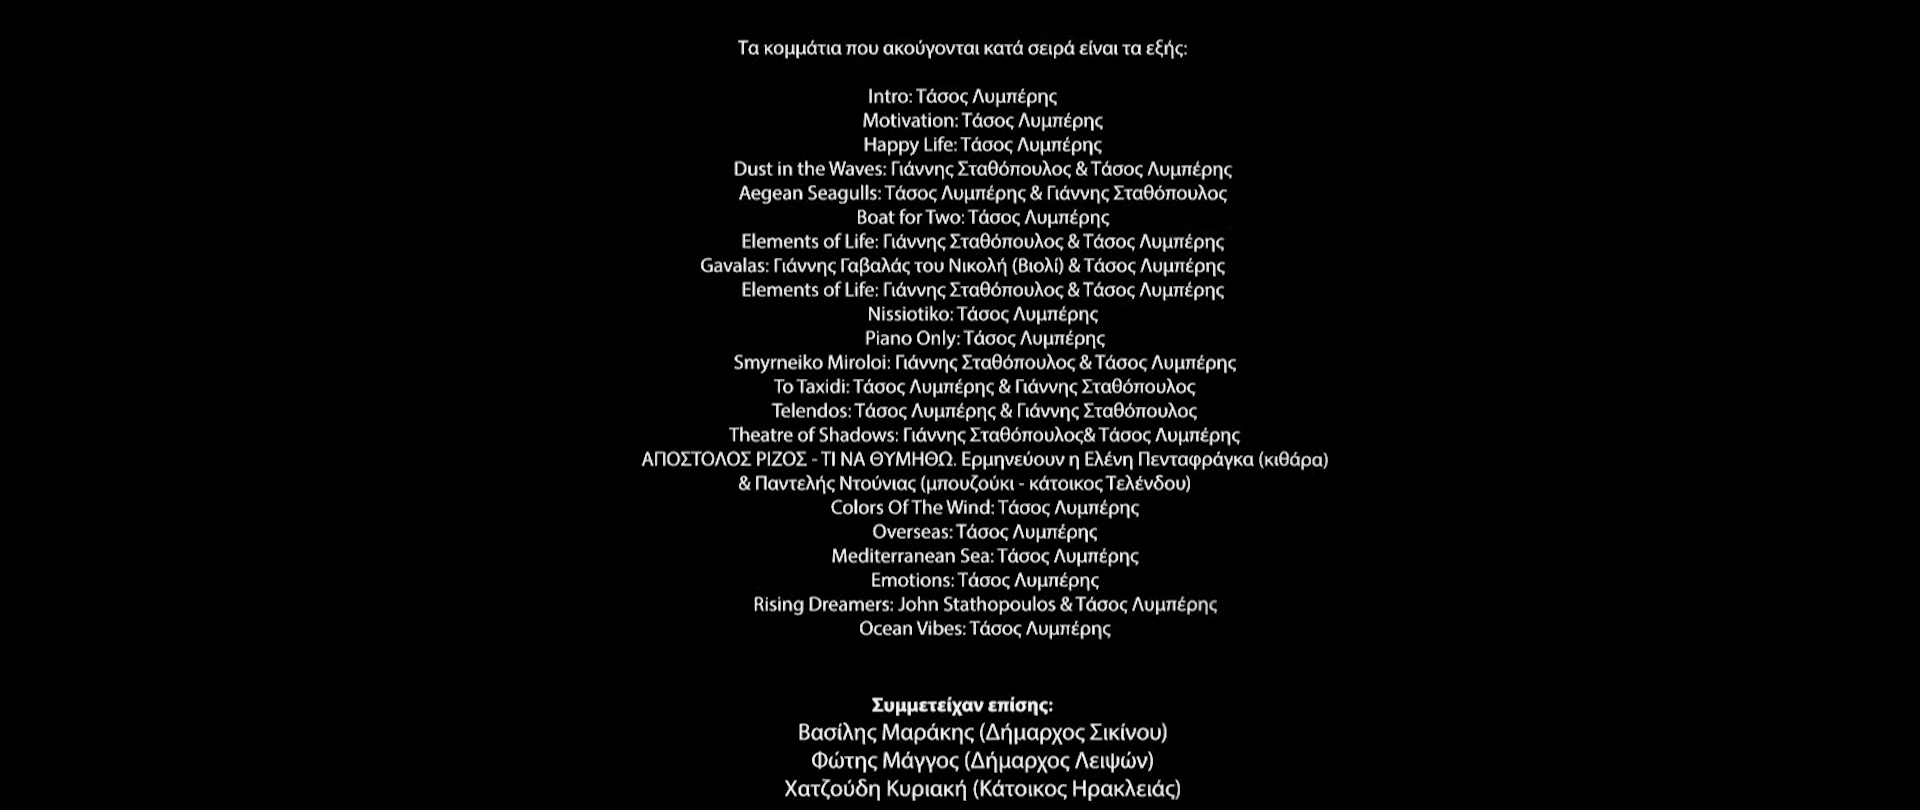 Τα κομμάτια που ακούγονται κατά σειρά είναι τα εξής:
Intro: Τάσος Λυμπέρης
Motivation: Τάσος Λυμπέρης
Happy Life: Τάσος Λυμπέρης
Dust in the Waves: Γιάννης Σταθόπουλος & Τάσος Λυμπέρης
Aegean Seagulls: Τάσος Λυμπέρης & Γιάννης Σταθόπουλος
Boat for Two: Τάσος Λυμπέρης
Elements of Life: Γιάννης Σταθόπουλος & Τάσος Λυμπέρης
Gavalas: Γιάννης Γαβαλάς του Νικολή (Βιολί) & Τάσος Λυμπέρης
Elements of Life: Γιάννης Σταθόπουλος & Τάσος Λυμπέρης
Nissiotiko: Τάσος Λυμπέρης
Piano Only: Τάσος Λυμπέρης
Smyrneiko Miroloi: Γιάννης Σταθόπουλος & Τάσος Λυμπέρης
To Taxidi: Τάσος Λυμπέρης & Γιάννης Σταθόπουλος
Telendos: Τάσος Λυμπέρης & Γιάννης Σταθόπουλος
Theatre of Shadows: Γιάννης Σταθόπουλος& Τάσος Λυμπέρης
ΑΠΟΣΤΟΛΟΣ ΡΙΖΟΣ - ΤΙ ΝΑ ΘΥΜΗΘΩ. Ερμηνεύουν η Ελένη Πενταφράγκα (κιθάρα)
& Παντελής Ντούνιας (μπουζούκι - κάτοικος Τελένδου)
Colors Of The Wind: Τάσος Λυμπέρης
Overseas: Τάσος Λυμπέρης
Mediterranean Sea: Τάσος Λυμπέρης
Emotions: Τάσος Λυμπέρης
Rising Dreamers: John Stathopoulos & Τάσος Λυμπέρης
Ocean Vibes: Τάσος Λυμπέρης
Συμμετείχαν επίσης:
Βασίλης Μαράκης (Δήμαρχος Σικίνου)
Φώτης Μάγγος (Δήμαρχος Λειψών)
Χατζούδη Κυριακή (Κάτοικος Ηρακλειάς)